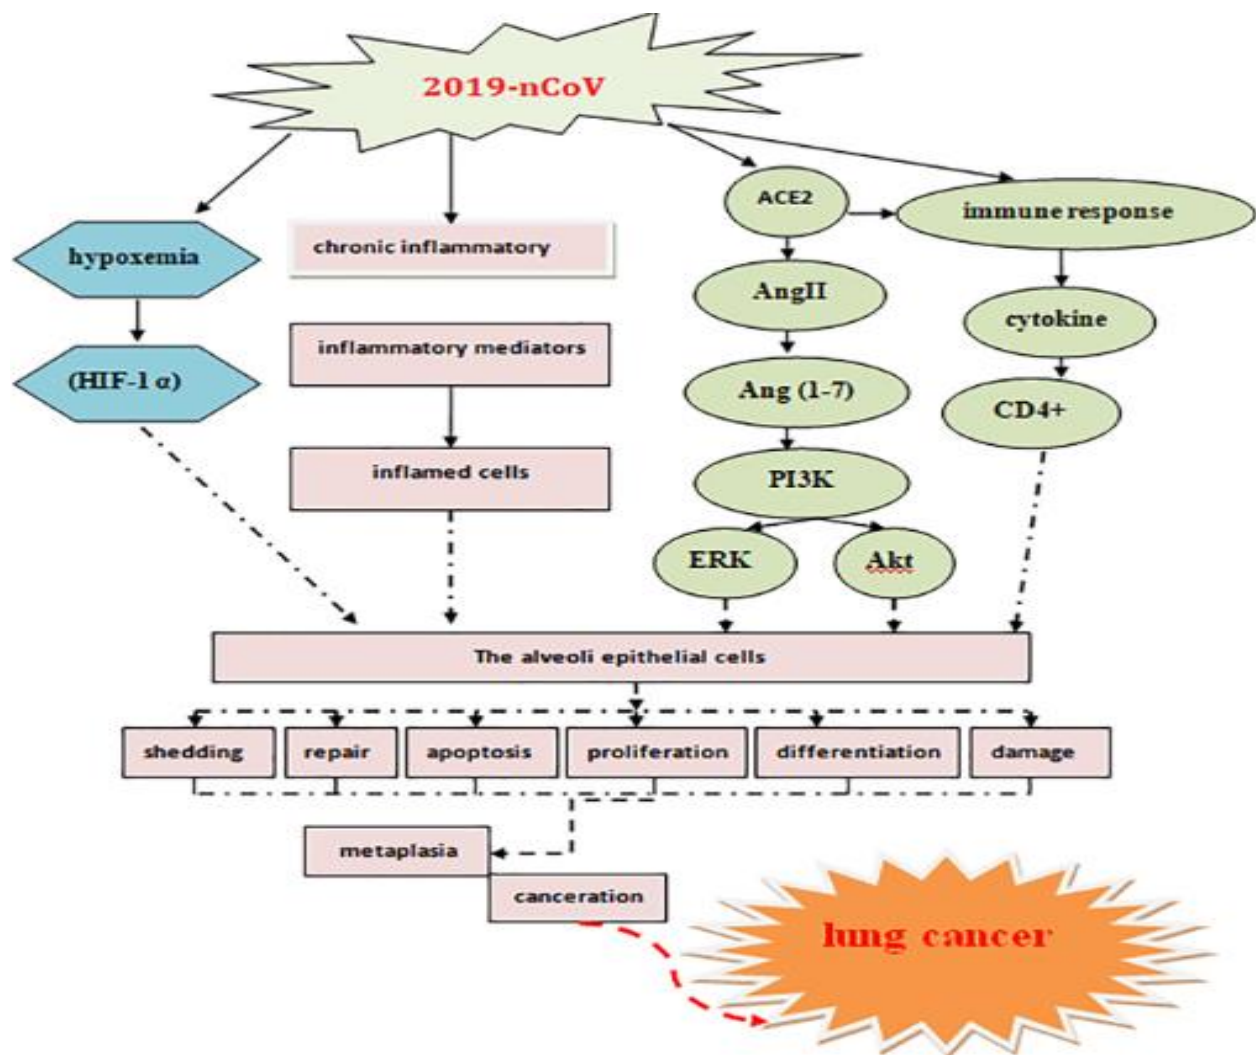 2019-nCoV
hypoxemia
(HIF-1 α)
chronic inflammatory
inflammatory mediators
inflamed cells
ACE2
AngII
Ang (1-7)
PI3K
ERK
Akt
immune response
cytokine
CD4+
The alveoli epithelial cells
shedding
repair
apoptosis
proliferation
differentiation
damage
metaplasia
canceration
lung cancer